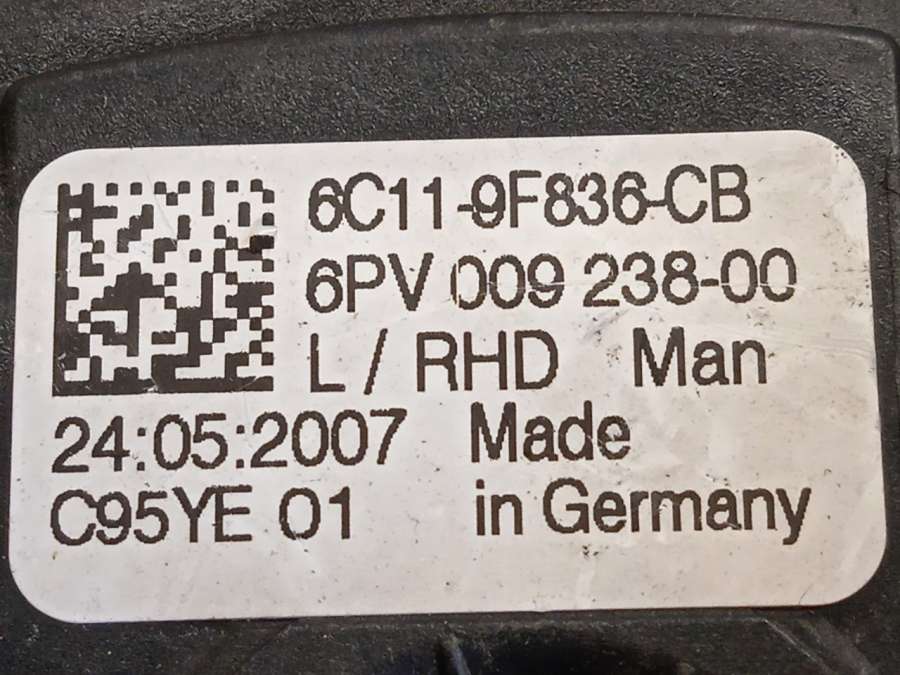 6C11-9F836-CB
6PV 009 238-00
L / RHD Man
24:05:2007 Made
C95YE 01 in Germany